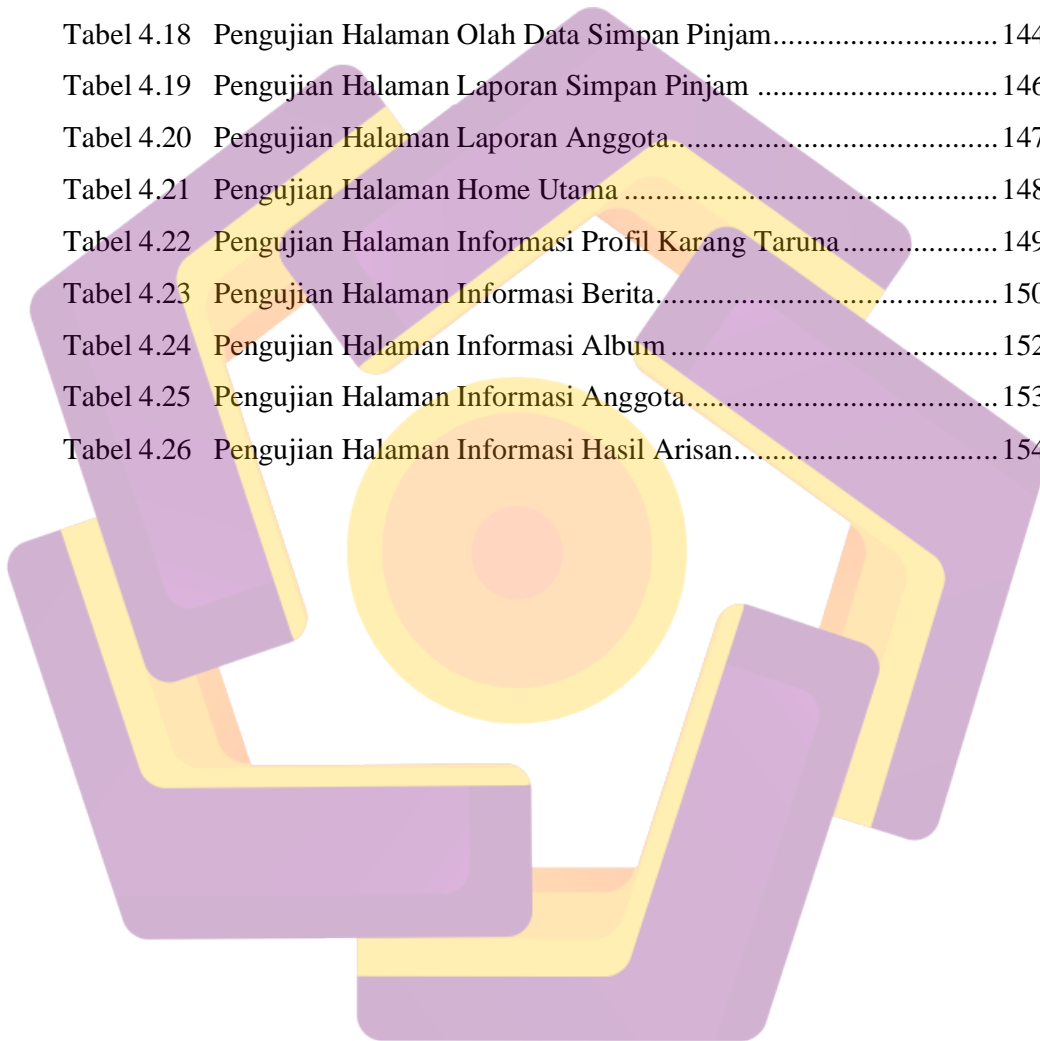 Tabel 4.18 Pengujian Halaman Olah Data Simpan Pinjam............................ 144
Tabel 4.19 Pengujian Halaman Laporan Simpan Pinjam .............................. 146
Tabel 4.20 Pengujian Halaman Laporan Anggota......................................... 147
Tabel 4.21 Pengujian Halaman Home Utama ............................................... 148
Tabel 4.22 Pengujian Halaman Informasi Profil Karang Taruna .................... 149
Tabel 4.23 Pengujian Halaman Informasi Berita........................................... 150
Tabel 4.24 Pengujian Halaman Informasi Album ......................................... 152
Tabel 4.25 Pengujian Halaman Informasi Anggota....................................... 153
Tabel 4.26 Pengujian Halaman Informasi Hasil Arisan................................. 154